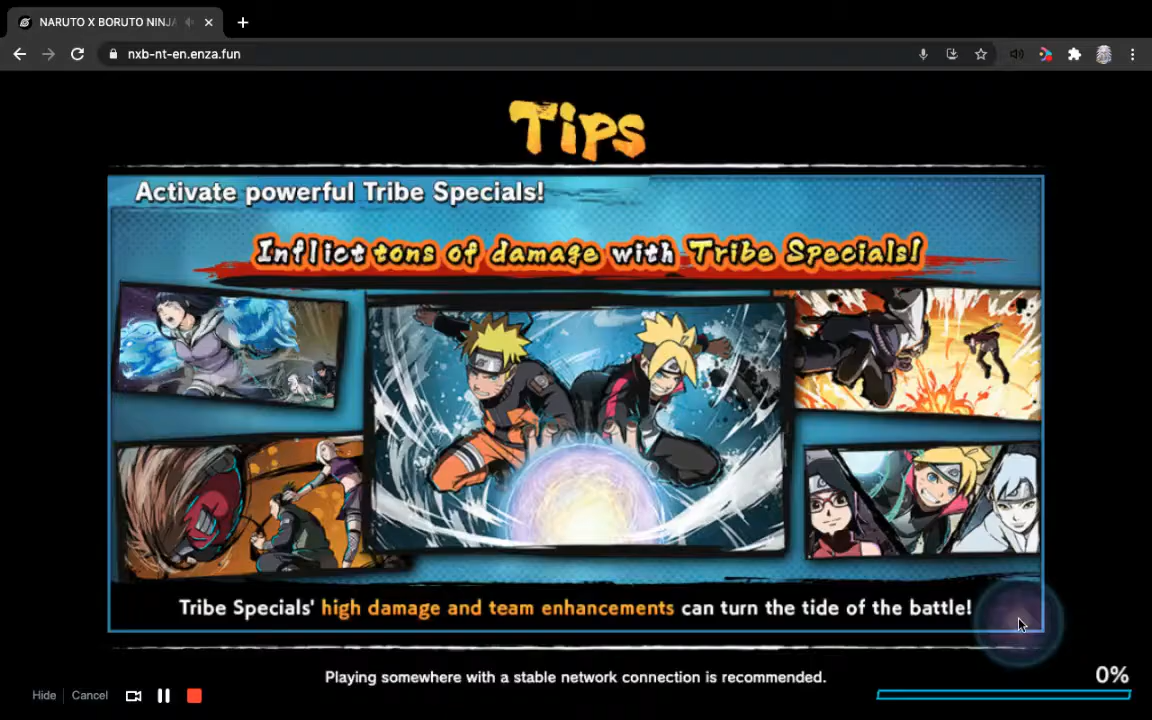 NARUTO X BORUTO NINJA
nxb-nt-en.enza.fun
Tips
Activate powerful Tribe Specials!
Inflict tons of damage with Tribe Specials!
Tribe Specials' high damage and team enhancements can turn the tide of the battle!
Playing somewhere with a stable network connection is recommended.
0%
Hide
Cancel